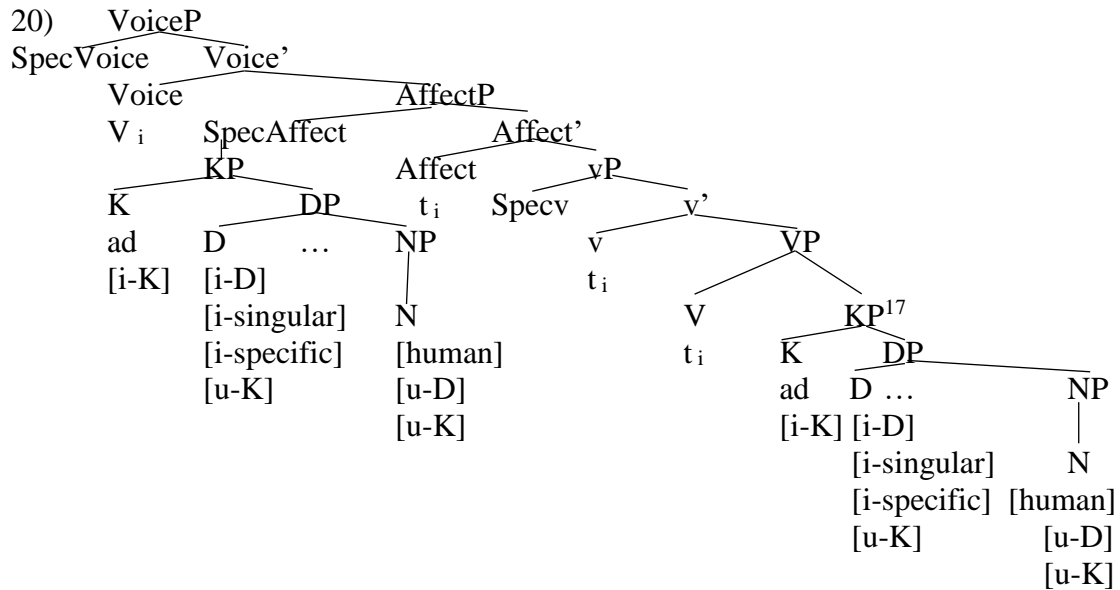 20) VoiceP
SpecVoice Voice’
Voice AffectP
V i SpecAffect Affect’
KP Affect vP
K DP t i Specv v’
ad D … NP v VP
[i-K] [i-D] t i
[i-singular] N V KP17
[i-specific] [human] t i K DP
[u-K] [u-D] ad D … NP
[u-K] [i-K] [i-D]
[i-singular] N
[i-specific] [human]
[u-K] [u-D]
[u-K]